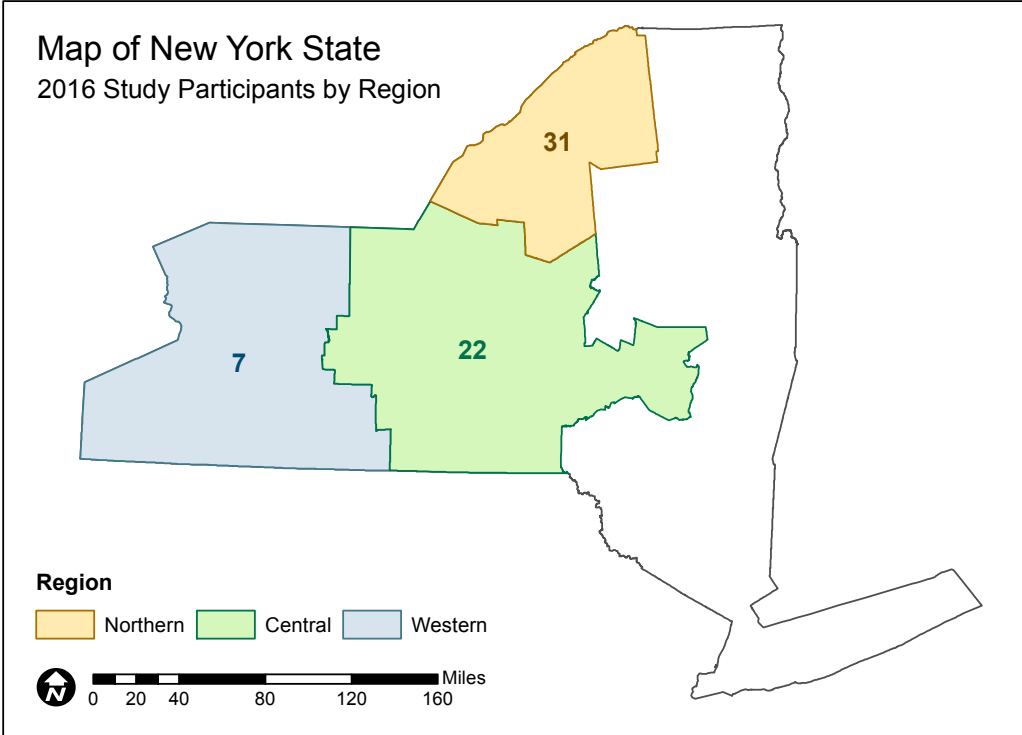 Map of New York State
2016 Study Participants by Region
31
22
7
Region
Northern Central Western
N
Miles
0 20 40 80 120 160